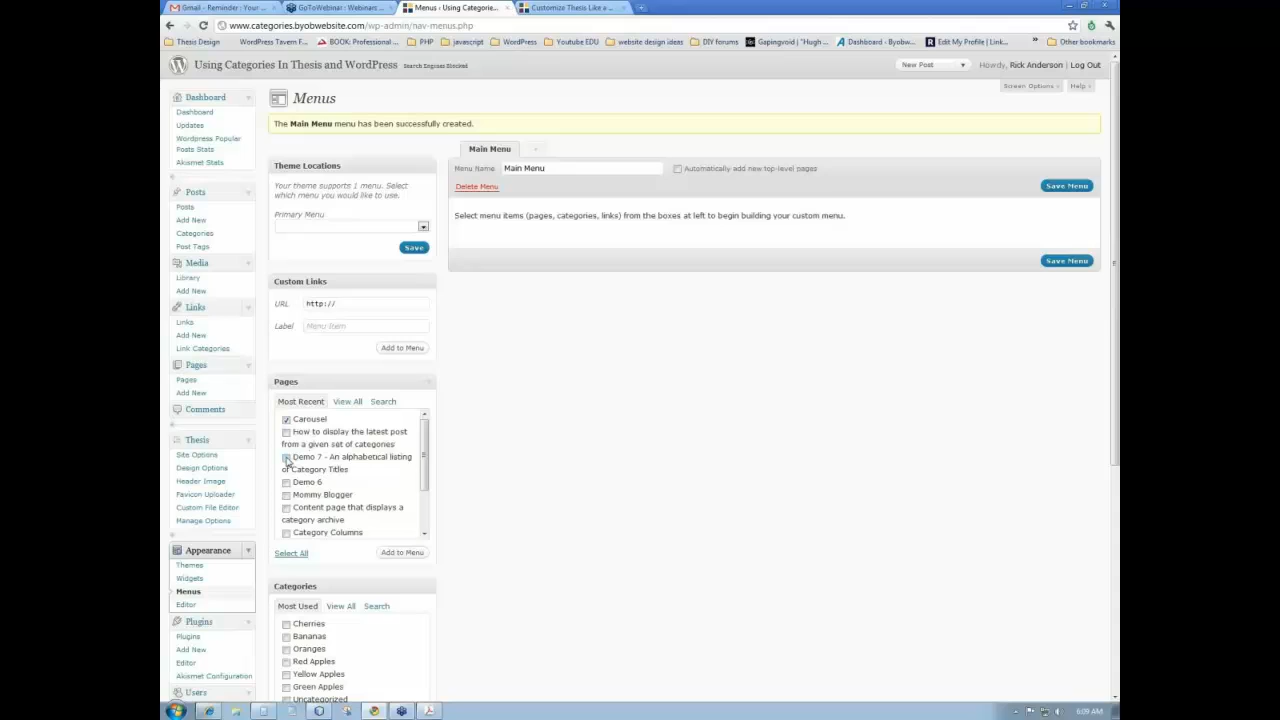 Gmail - Reminder : Your ...
GoToWebinar : Webinars
Menus ‹ Using Categorie...
Customize Thesis Like a ...
www.categories.byobwebsite.com/wp-admin/nav-menus.php
Thesis Design
WordPress Tavern F...
BOOK: Professional ...
PHP
javascript
WordPress
Youtube EDU
website design ideas
DIY forums
Gapingvoid | "Hugh ...
Dashboard - Byobw...
Edit My Profile | Link...
»
Other bookmarks
Using Categories In Thesis and WordPress
Search Engines Blocked
New Post
Howdy, Rick Anderson | Log Out
Screen Options
Help
Menus
The Main Menu menu has been successfully created.
Dashboard
Dashboard
Updates
Wordpress Popular
Posts Stats
Akismet Stats
Posts
Posts
Add New
Categories
Post Tags
Media
Library
Add New
Links
Links
Add New
Link Categories
Pages
Pages
Add New
Comments
Thesis
Site Options
Design Options
Header Image
Favicon Uploader
Custom File Editor
Manage Options
Appearance
Themes
Widgets
Menus
Editor
Plugins
Plugins
Add New
Editor
Akismet Configuration
Users
Theme Locations
Your theme supports 1 menu. Select
which menu you would like to use.
Primary Menu
Save
Custom Links
URL http://
Label Menu Item
Add to Menu
Pages
Most Recent View All Search
Carousel
How to display the latest post
from a given set of categories
Demo 7 - An alphabetical listing
of Category Titles
Demo 6
Mommy Blogger
Content page that displays a
category archive
Category Columns
Select All
Add to Menu
Categories
Most Used View All Search
Cherries
Bananas
Oranges
Red Apples
Yellow Apples
Green Apples
Uncategorized
Main Menu
+
Menu Name Main Menu
Automatically add new top-level pages
Delete Menu
Save Menu
Select menu items (pages, categories, links) from the boxes at left to begin building your custom menu.
Save Menu
6:09 AM